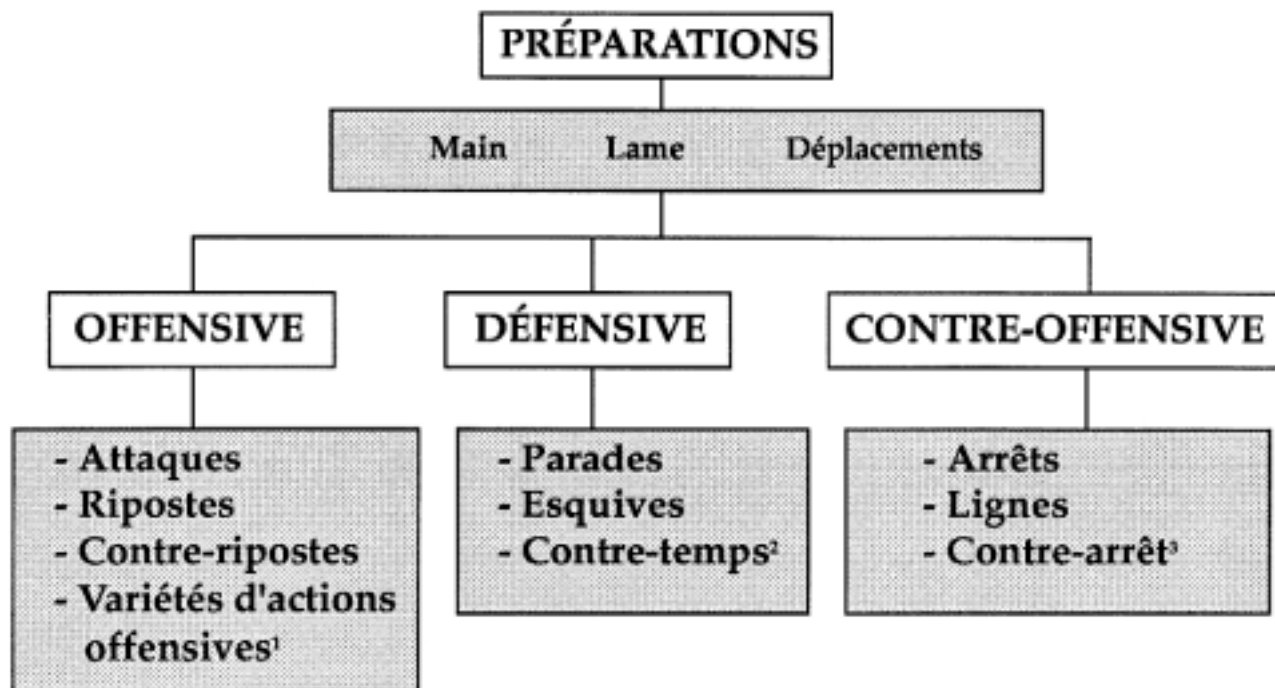 PRÉPARATIONS
Main Lame Déplacements
OFFENSIVE
- Attaques
- Ripostes
- Contre-ripostes
- Variétés d'actions
offensives¹
DÉFENSIVE
- Parades
- Esquives
- Contre-temps²
CONTRE-OFFENSIVE
- Arrêts
- Lignes
- Contre-arrêt³